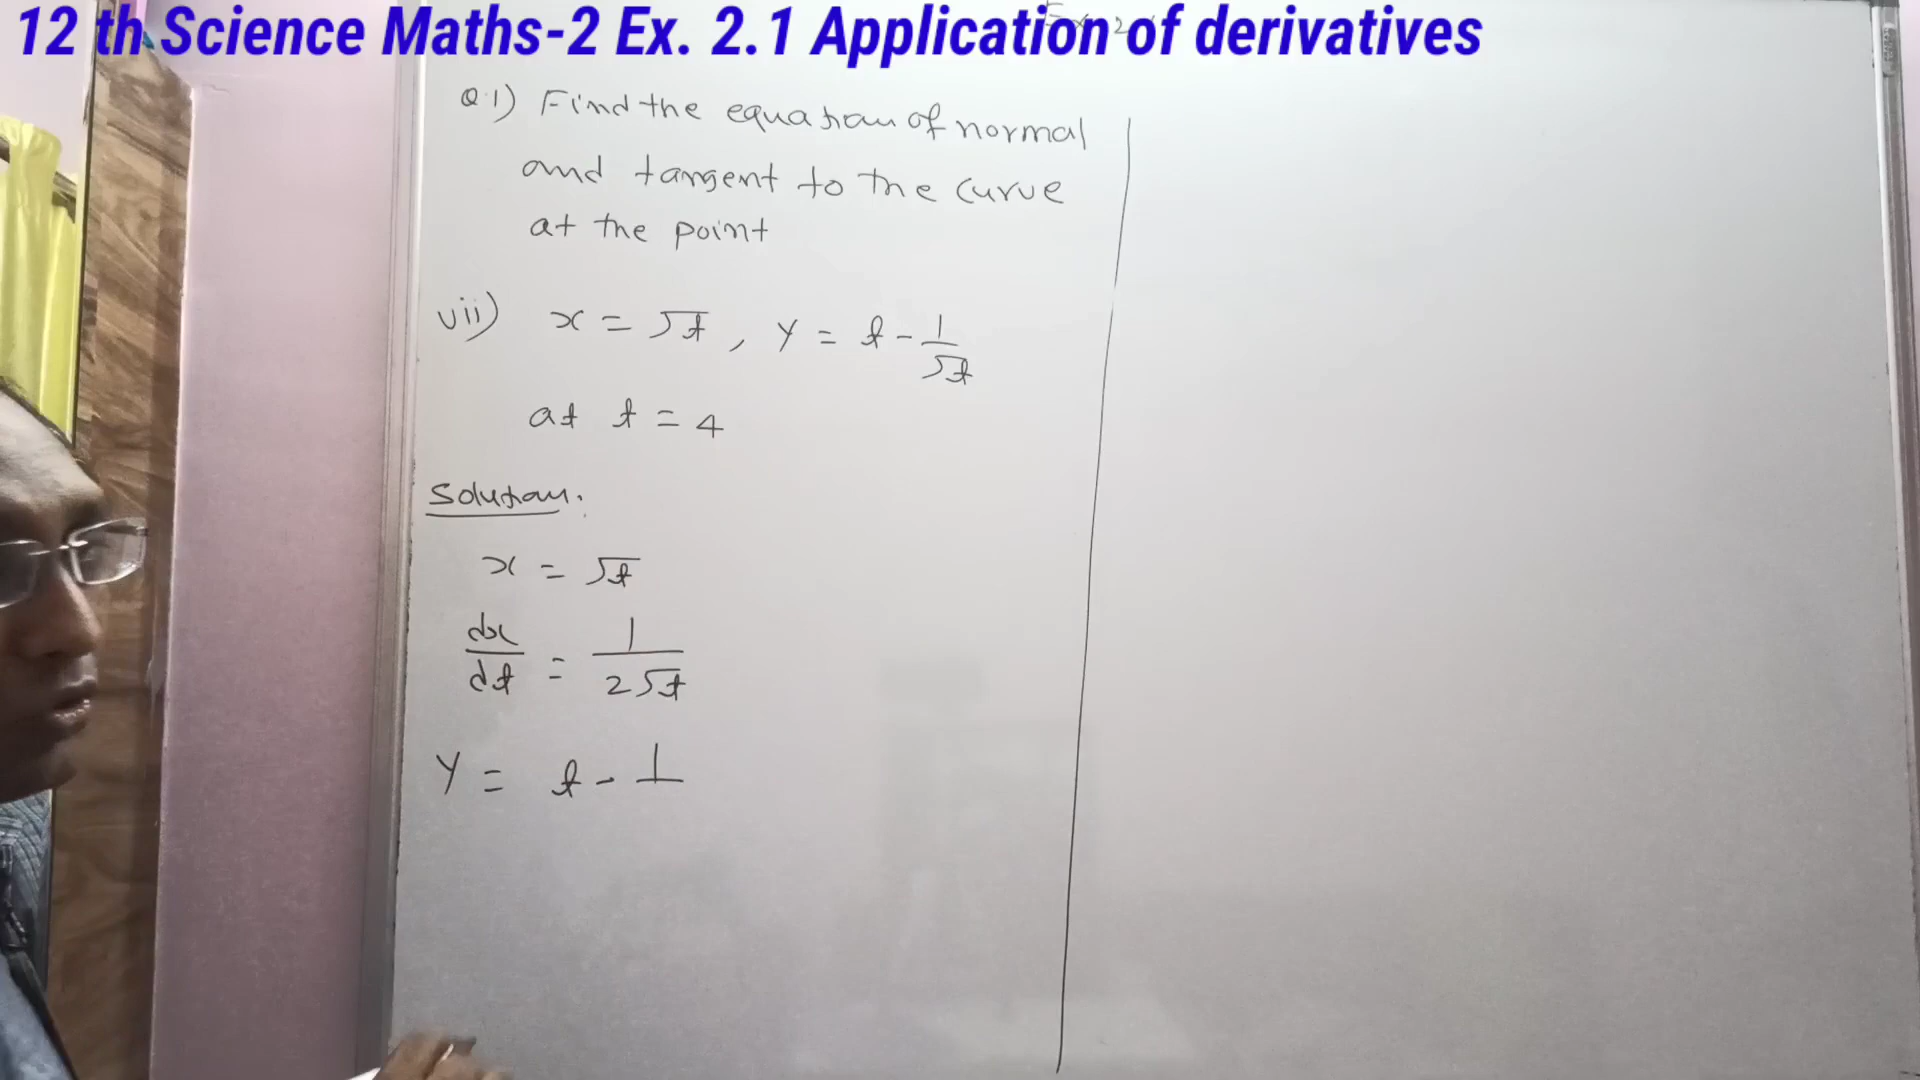 12 th Science Maths-2 Ex. 2.1 Application of derivatives
Q.1) Find the equation of normal
and tangent to the curve
at the point
vii) x = √t , y = t - 1/√t
at t = 4
Solution:
x = √t
dx/dt = 1/2√t
y = t - 1